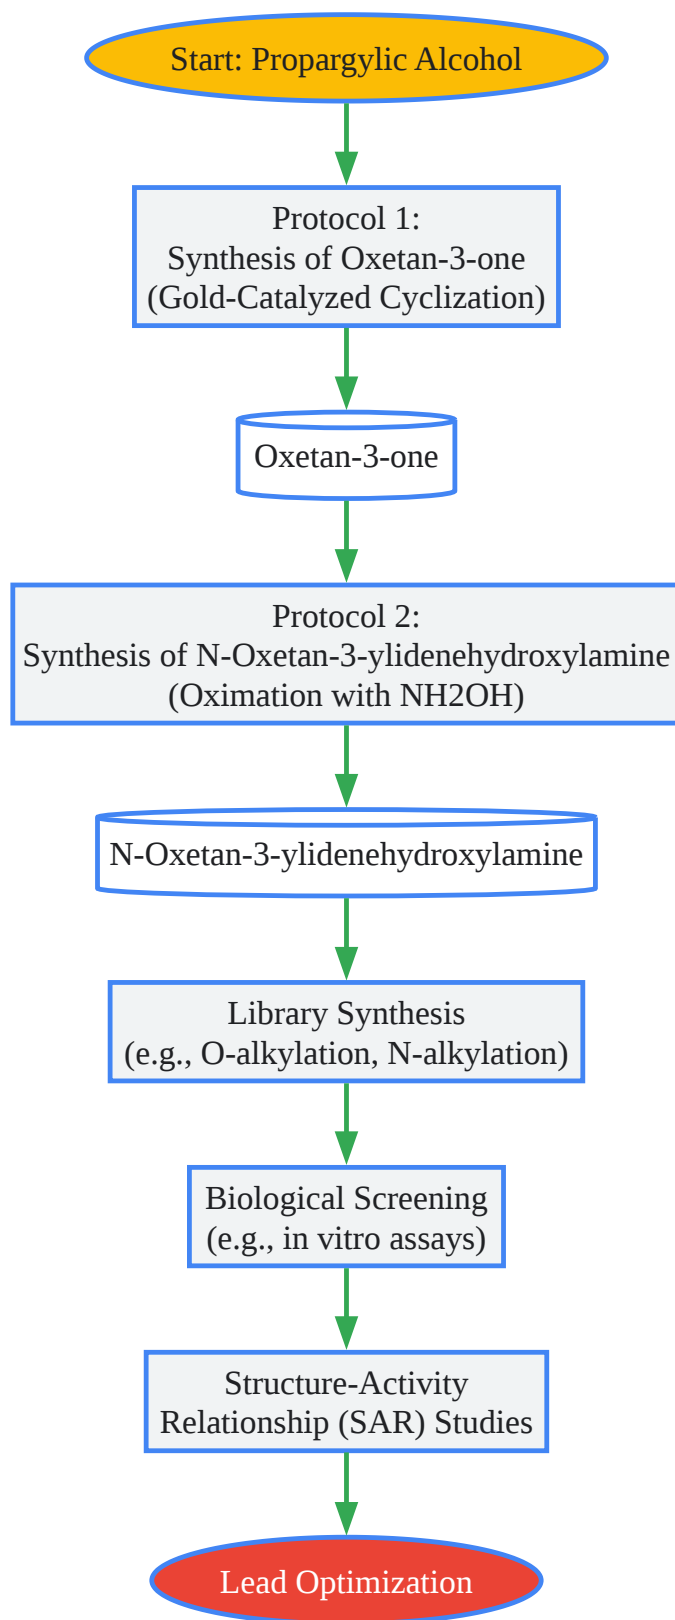 Start: Propargylic Alcohol
Protocol 1:
Synthesis of Oxetan-3-one
(Gold-Catalyzed Cyclization)
Oxetan-3-one
Protocol 2:
Synthesis of N-Oxetan-3-ylidenehydroxylamine
(Oximation with NH2OH)
N-Oxetan-3-ylidenehydroxylamine
Library Synthesis
(e.g., O-alkylation, N-alkylation)
Biological Screening
(e.g., in vitro assays)
Structure-Activity
Relationship (SAR) Studies
Lead Optimization